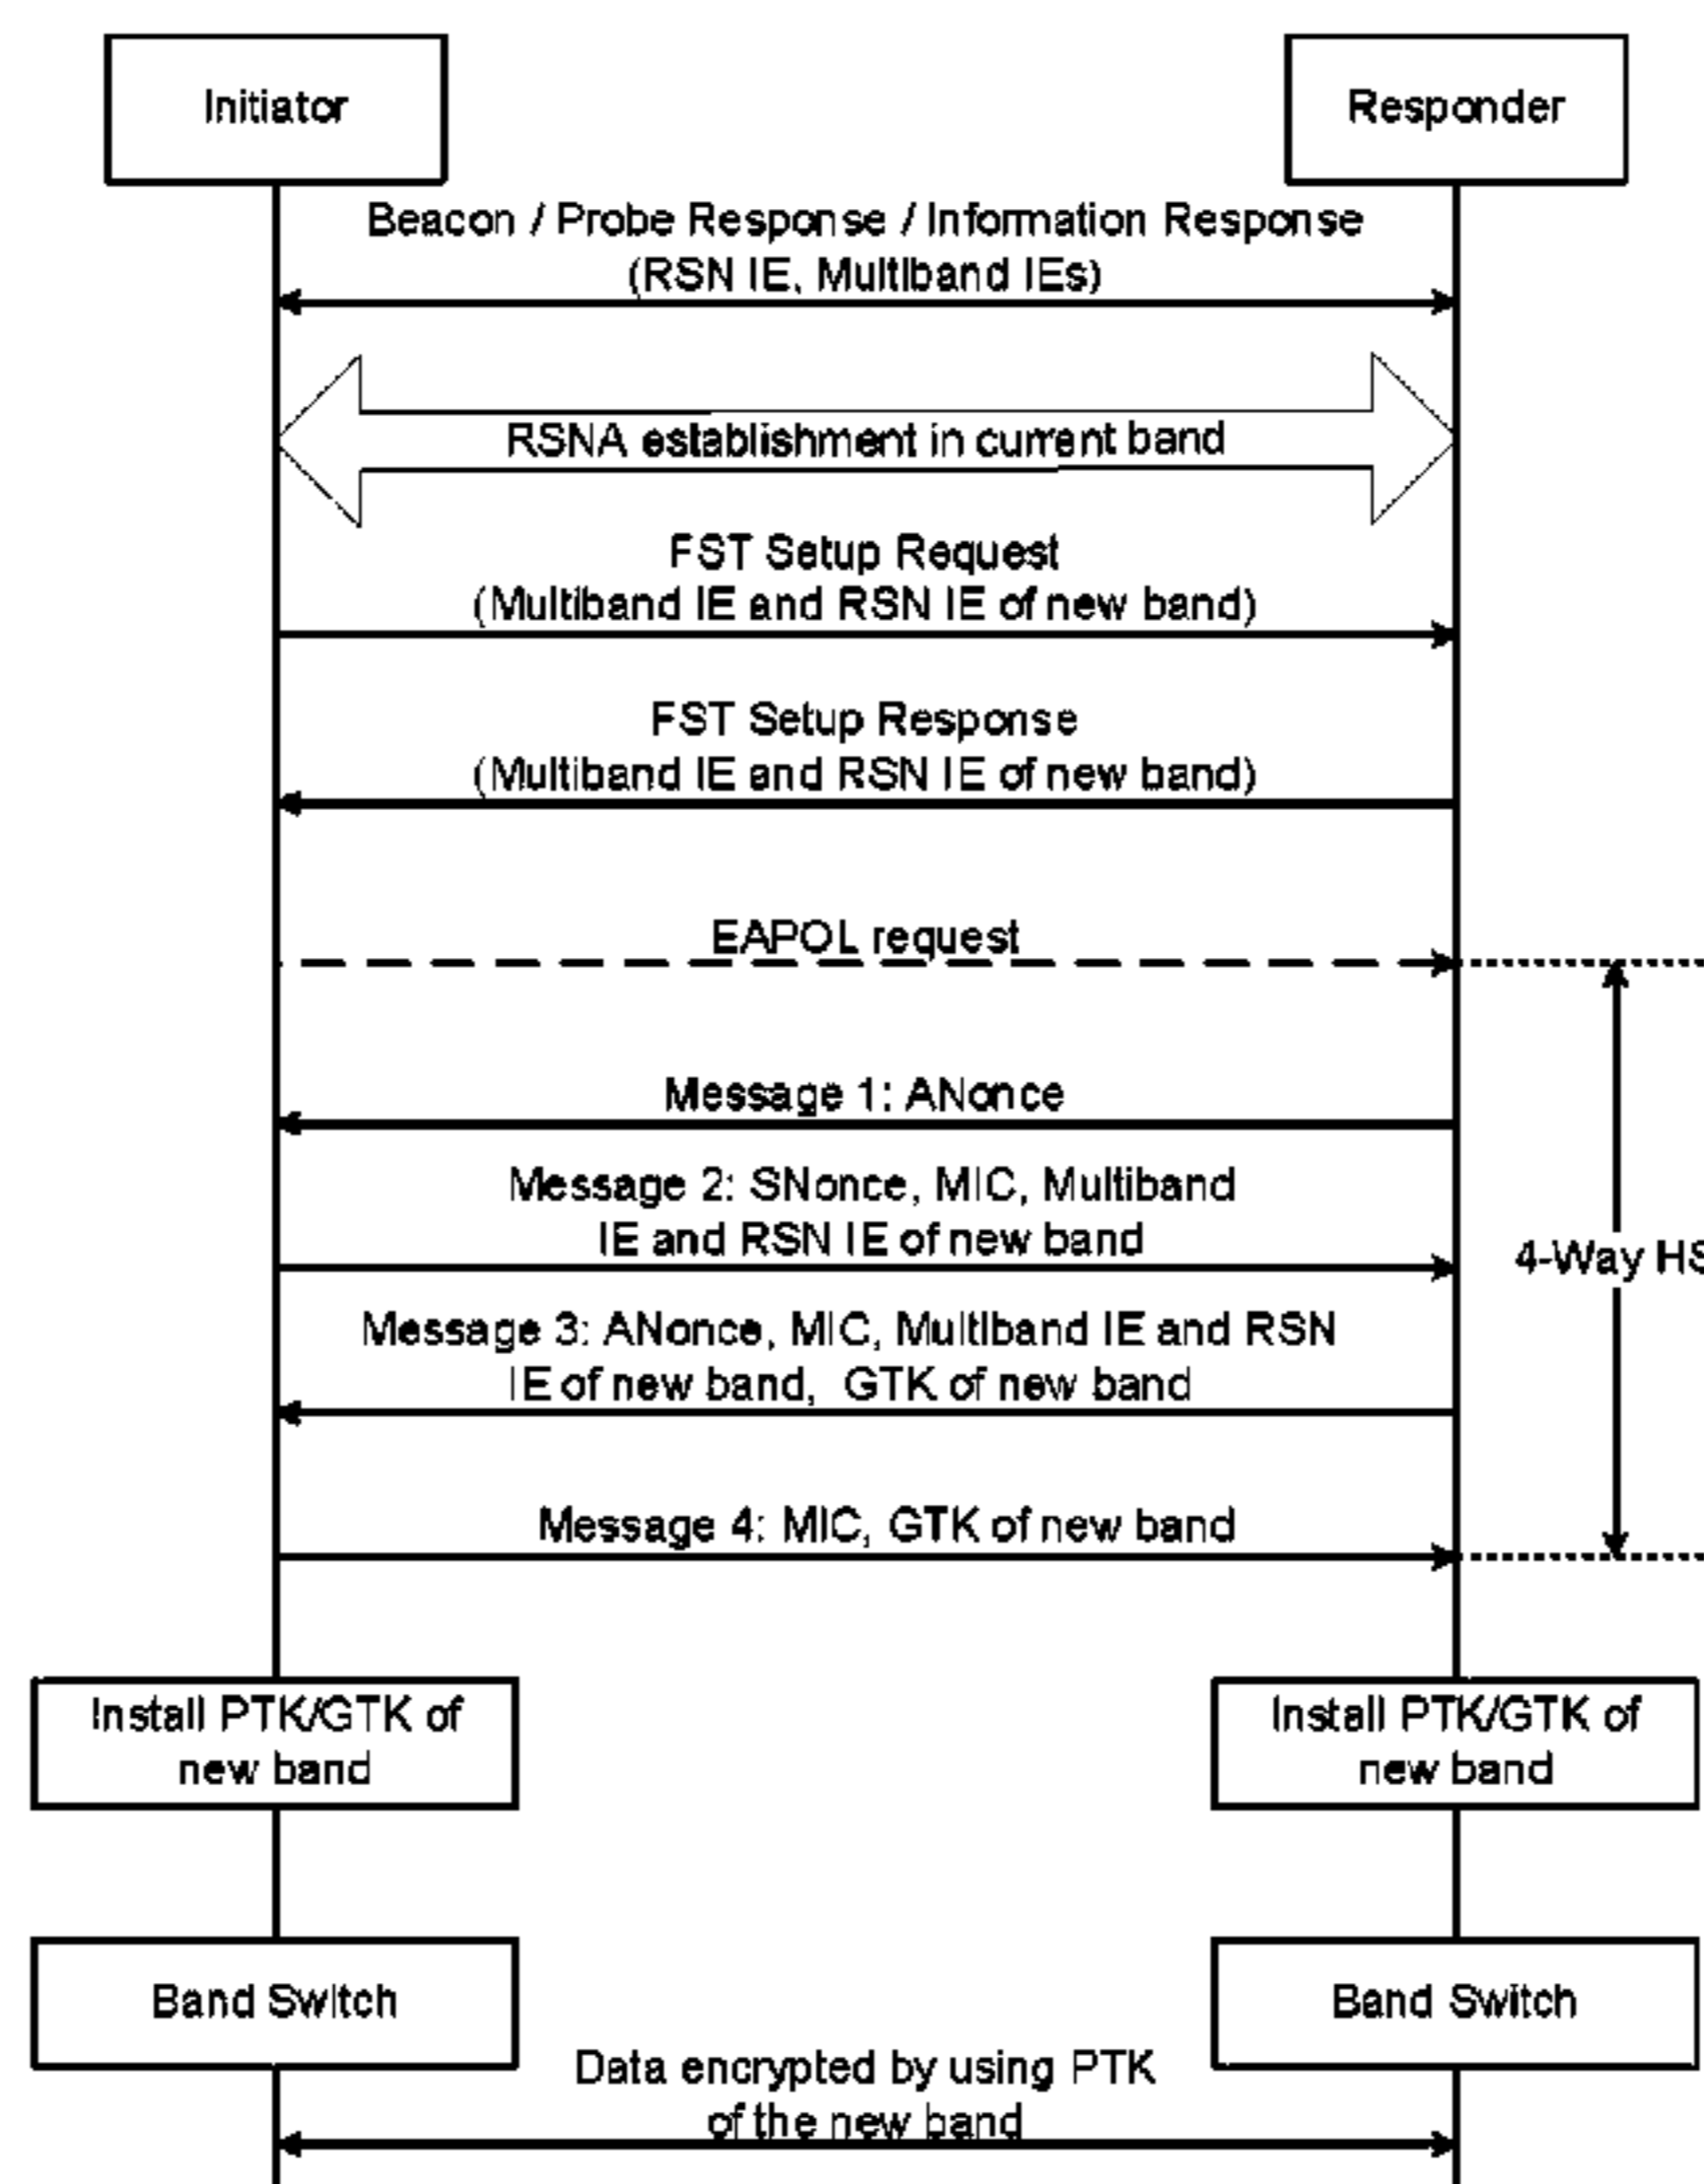 Initiator
Responder
Beacon / Probe Response / Information Response
(RSN IE, Multiband IEs)
RSNA establishment in current band
FST Setup Request
(Multiband IE and RSN IE of new band)
FST Setup Response
(Multiband IE and RSN IE of new band)
EAPOL request
Message 1: ANonce
Message 2: SNonce, MIC, Multiband
IE and RSN IE of new band
4-Way HS
Message 3: ANonce, MIC, Multiband IE and RSN
IE of new band, GTK of new band
Message 4: MIC, GTK of new band
Install PTK/GTK of
new band
Install PTK/GTK of
new band
Band Switch
Band Switch
Data encrypted by using PTK
of the new band